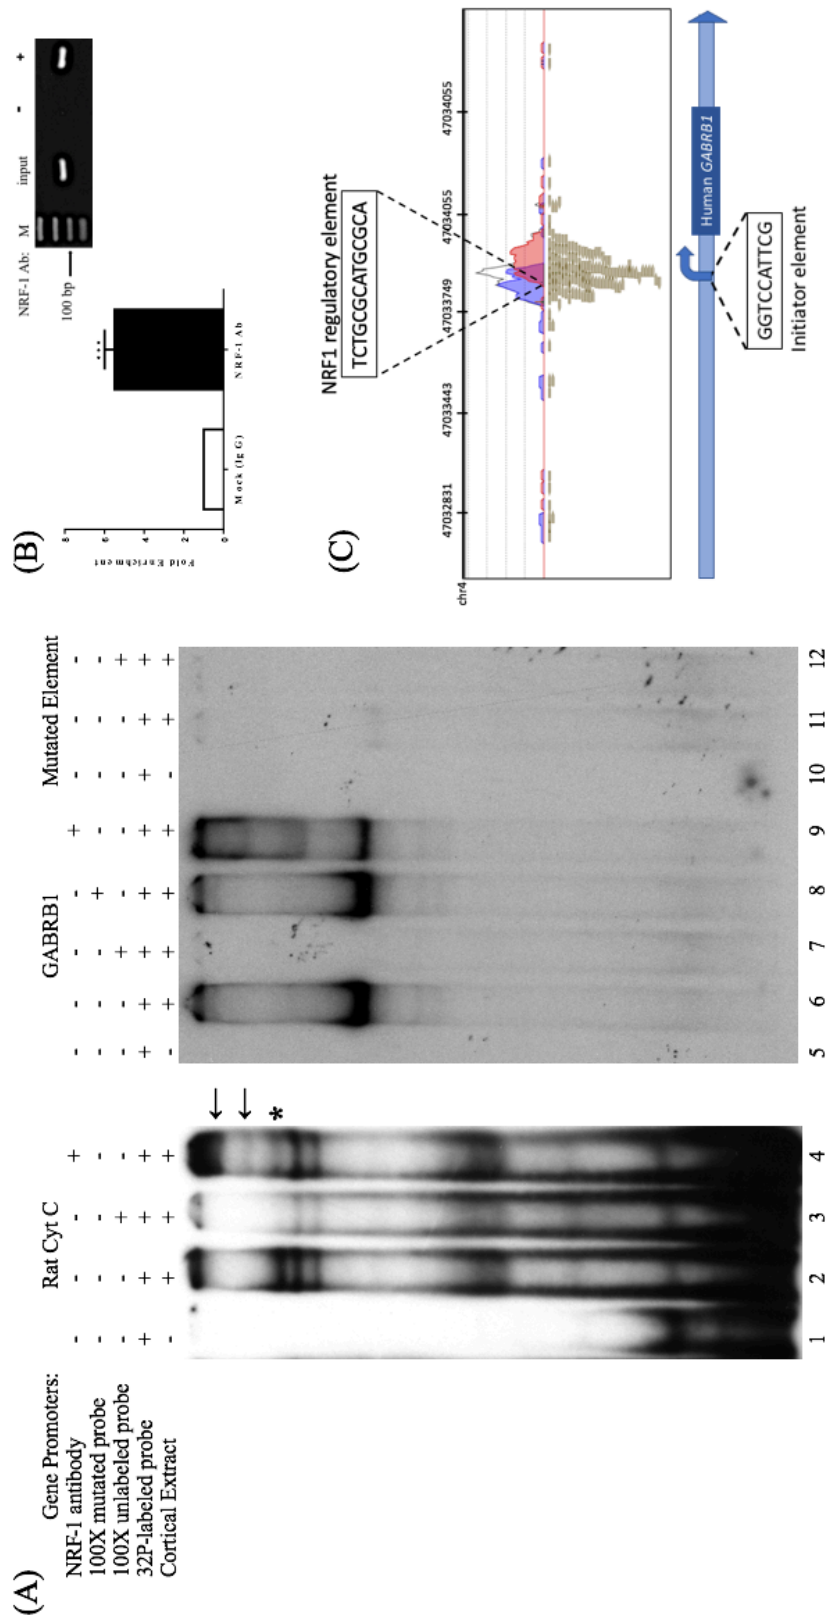 (A)
Gene Promoters: Rat Cyt C GABRB1 Mutated Element
NRF-1 antibody - - - + - - - - + - - -
100X mutated probe - - - - - - - + - - - -
100X unlabeled probe - - + - - - + - - - - +
32P-labeled probe + + + + + + + + + + + +
Cortical Extract - + + + - + + + + - + +
*
1 2 3 4 5 6 7 8 9 10 11 12
(B)
NRF-1 Ab: M input - +
100 bp
Fold Enrichment
8
6
4
2
0
***
Mock (Ig G) NRF-1 Ab
(C)
NRF1 regulatory element
TCTGCGCATGCGCA
chr4
47032831 47033443 47033749 47034055 47034055
Human GABRB1
GGTCCATTCG
Initiator element